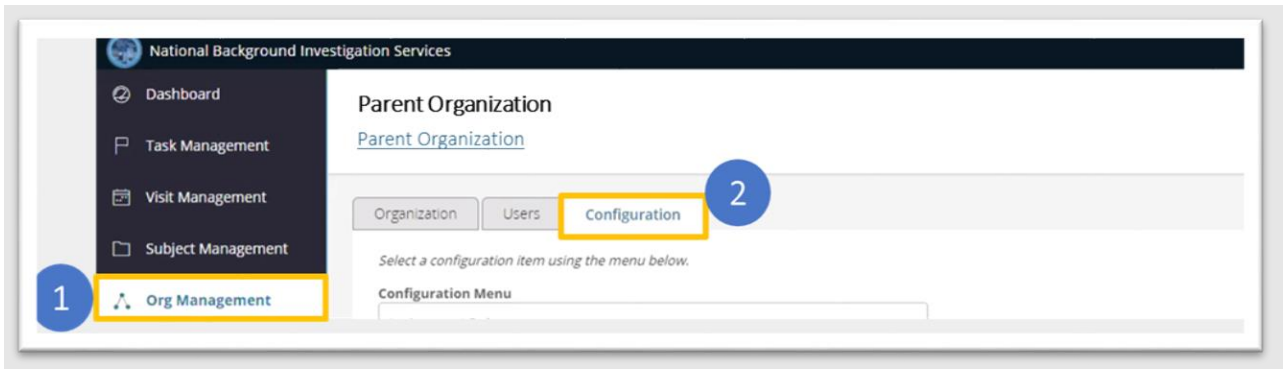 National Background Investigation Services
Dashboard
Task Management
Visit Management
Subject Management
1
Org Management
Parent Organization
Parent Organization
Organization
Users
Configuration
2
Select a configuration item using the menu below.
Configuration Menu